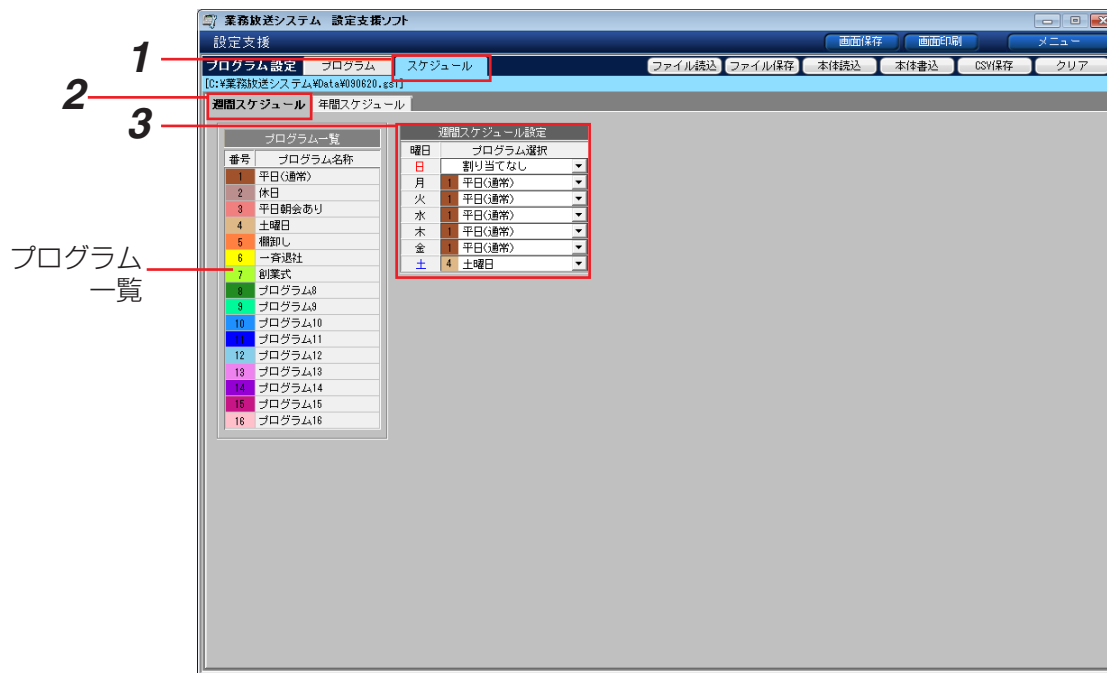 業務放送システム 設定支援ソフト
設定支援 画面保存 画面印刷 メニュー
1
プログラム設定 プログラム スケジュール ファイル読込 ファイル保存 本体読込 本体書込 CSV保存 クリア
[C:¥業務放送システム¥Data¥090620.gsf]
2
週間スケジュール 年間スケジュール
3
プログラム一覧
番号 プログラム名称
1 平日(通常)
2 休日
3 平日朝会あり
4 土曜日
5 棚卸し
6 一斉退社
7 創業式
8 プログラム8
9 プログラム9
10 プログラム10
11 プログラム11
12 プログラム12
13 プログラム13
14 プログラム14
15 プログラム15
16 プログラム16
週間スケジュール設定
曜日 プログラム選択
日 割り当てなし
月 1 平日(通常)
火 1 平日(通常)
水 1 平日(通常)
木 1 平日(通常)
金 1 平日(通常)
土 4 土曜日
プログラム
一覧